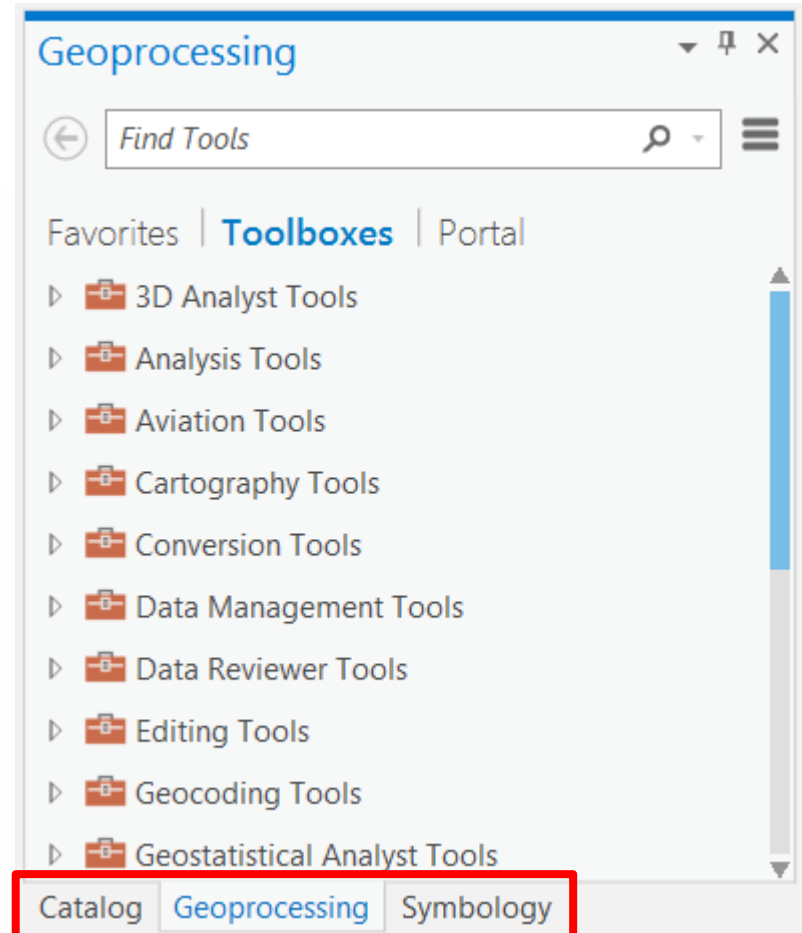 Geoprocessing
Find Tools
Favorites Toolboxes Portal
3D Analyst Tools
Analysis Tools
Aviation Tools
Cartography Tools
Conversion Tools
Data Management Tools
Data Reviewer Tools
Editing Tools
Geocoding Tools
Geostatistical Analyst Tools
Catalog Geoprocessing Symbology